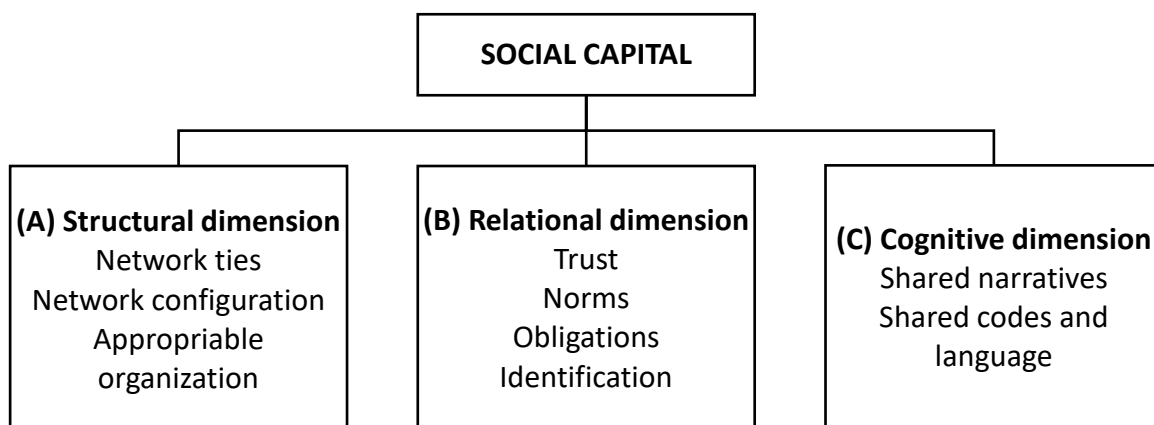 SOCIAL CAPITAL
(A) Structural dimension
Network ties
Network configuration
Appropriable
organization
(B) Relational dimension
Trust
Norms
Obligations
Identification
(C) Cognitive dimension
Shared narratives
Shared codes and
language